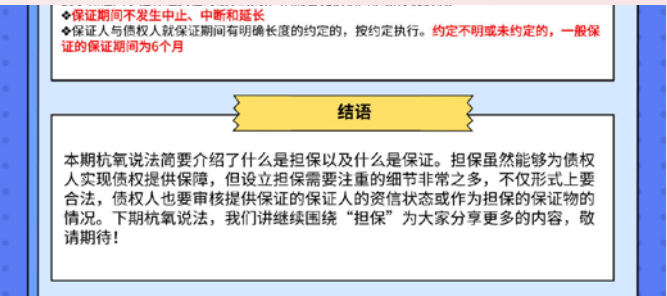 ❖保证期间不发生中止、中断和延长
❖保证人与债权人就保证期间有明确长度的约定的，按约定执行。约定不明或未约定的，一般保
证的保证期间为6个月
结语
本期杭氧说法简要介绍了什么是担保以及什么是保证。担保虽然能够为债权
人实现债权提供保障，但设立担保需要注重的细节非常之多，不仅形式上要
合法，债权人也要审核提供保证的保证人的资信状态或作为担保的保证物的
情况。下期杭氧说法，我们讲继续围绕“担保”为大家分享更多的内容，敬
请期待！